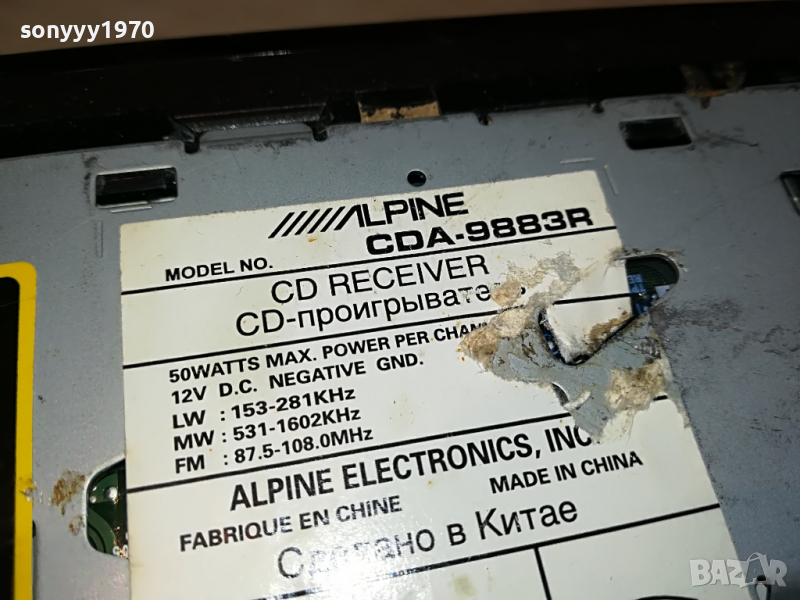 sonyyy1970
ALPINE
MODEL NO. CDA-9883R
CD RECEIVER
CD-проигрыватель
50WATTS MAX. POWER PER CHANN
12V D.C. NEGATIVE GND.
LW : 153-281KHz
MW : 531-1602KHz
FM : 87.5-108.0MHz
ALPINE ELECTRONICS, INC.
FABRIQUE EN CHINE MADE IN CHINA
Сделано в Китае
BAZAR